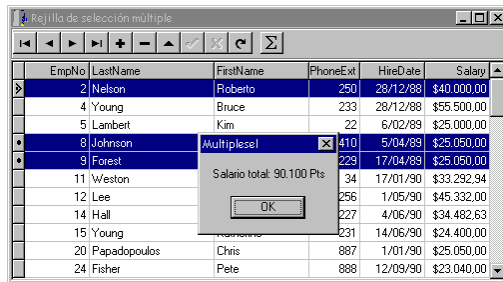 Rejilla de selección múltiple
Σ
EmpNo LastName FirstName PhoneExt HireDate Salary
2 Nelson Roberto 250 28/12/88 $40.000,00
4 Young Bruce 233 28/12/88 $55.500,00
5 Lambert Kim 22 6/02/89 $25.000,00
8 Johnson 410 5/04/89 $25.050,00
9 Forest 229 17/04/89 $25.050,00
11 Weston 34 17/01/90 $33.292,94
12 Lee 256 1/05/90 $45.332,00
14 Hall 227 4/06/90 $34.482,63
15 Young 231 14/06/90 $24.400,00
20 Papadopoulos Chris 887 1/01/90 $25.050,00
24 Fisher Pete 888 12/09/90 $23.040,00
Multiplesel
Salario total: 90.100 Pts
OK